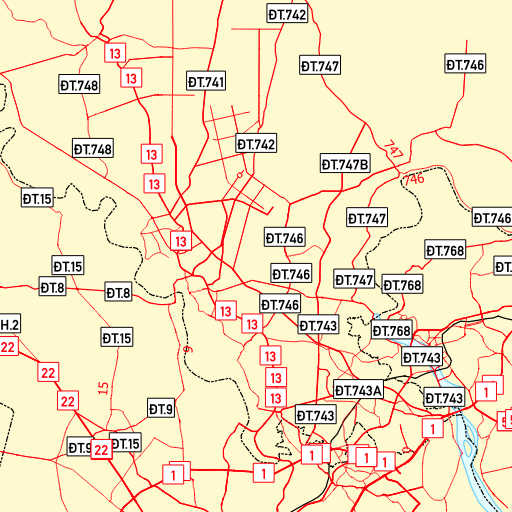 ĐT.742
13
ĐT.747
ĐT.746
13
ĐT.748
ĐT.741
ĐT.742
ĐT.748
13
747
ĐT.747B
13
746
ĐT.15
ĐT.747
ĐT.746
13
ĐT.746
ĐT.768
ĐT.15
ĐT.746
ĐT.747
ĐT.768
ĐT.8
ĐT.8
ĐT.746
13
H.2
13
ĐT.743
ĐT.768
ĐT.15
22
9
13
ĐT.743
22
13
15
ĐT.743A
1
22
13
ĐT.743
ĐT.9
ĐT.743
1
ĐT.9
ĐT.15
22
1
1
1
1
1